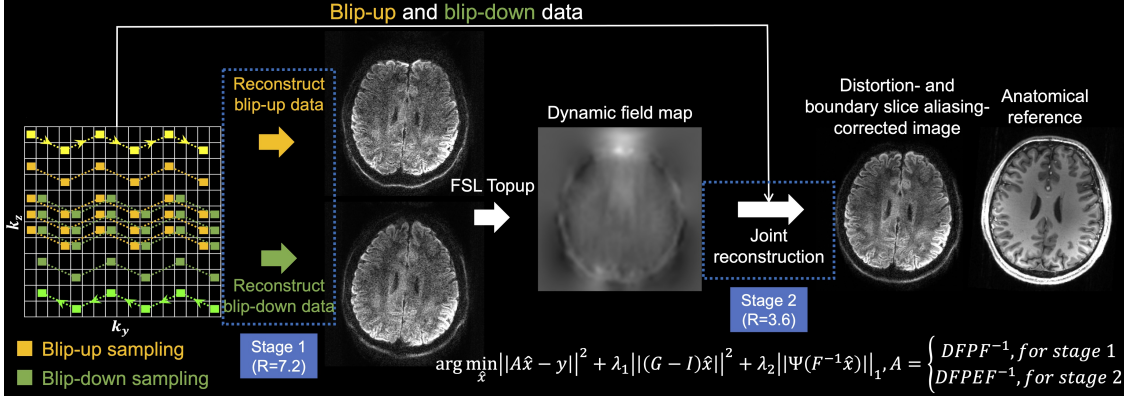 Blip-up and blip-down data
Reconstruct
blip-up data
Reconstruct
blip-down data
k_z
k_y
Blip-up sampling
Blip-down sampling
Stage 1
(R=7.2)
FSL Topup
Dynamic field map
Joint
reconstruction
Stage 2
(R=3.6)
Distortion- and
boundary slice aliasing-
corrected image
Anatomical
reference
arg min_x̂ ||Ax̂ − y||² + λ₁||(G − I)x̂||² + λ₂||Ψ(F⁻¹x̂)||₁, A = { DFPF⁻¹, for stage 1
DFPEF⁻¹, for stage 2